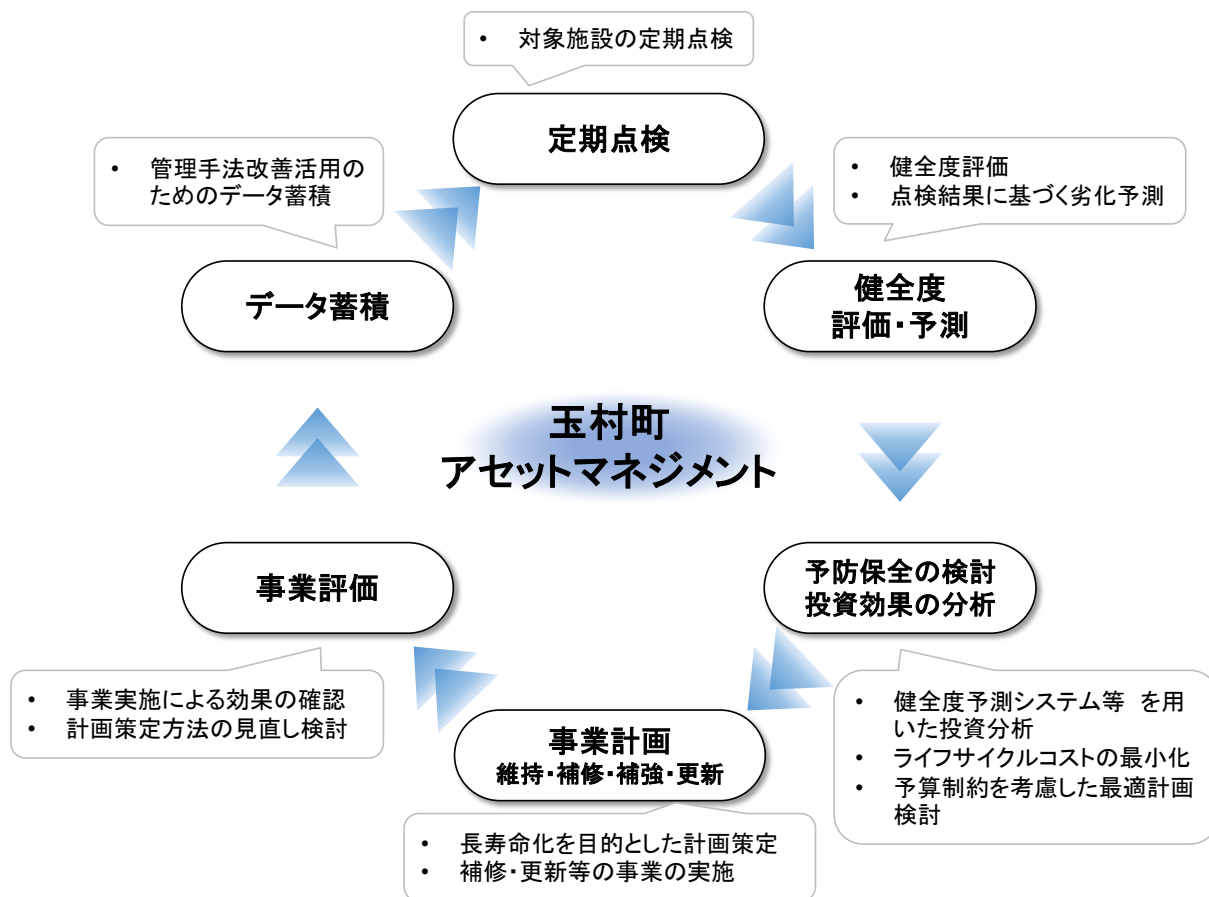 • 対象施設の定期点検
定期点検
• 健全度評価
• 点検結果に基づく劣化予測
健全度
評価・予測
予防保全の検討
投資効果の分析
• 健全度予測システム等 を用
いた投資分析
• ライフサイクルコストの最小化
• 予算制約を考慮した最適計画
検討
事業計画
維持・補修・補強・更新
• 長寿命化を目的とした計画策定
• 補修・更新等の事業の実施
事業評価
• 事業実施による効果の確認
• 計画策定方法の見直し検討
データ蓄積
• 管理手法改善活用の
ためのデータ蓄積
玉村町
アセットマネジメント